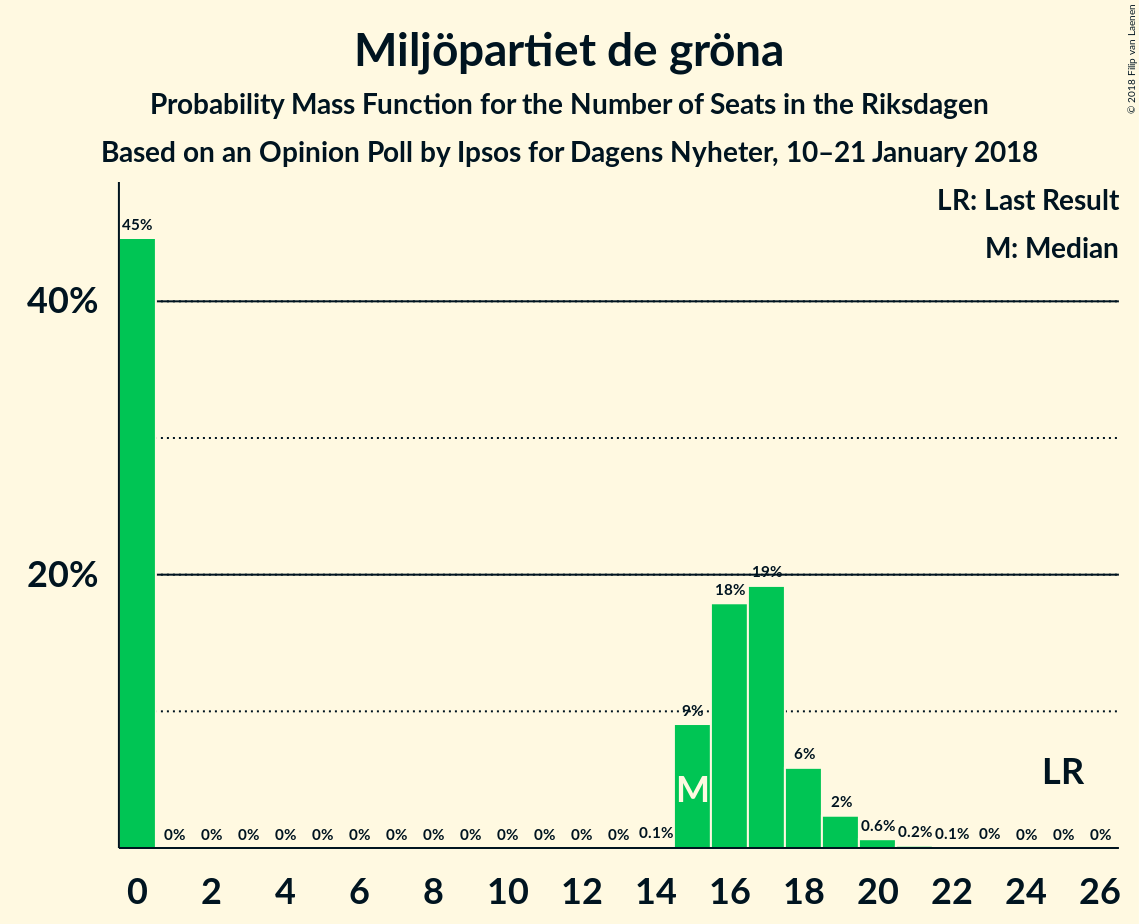 Miljöpartiet de gröna
Probability Mass Function for the Number of Seats in the Riksdagen
Based on an Opinion Poll by Ipsos for Dagens Nyheter, 10–21 January 2018
© 2018 Filip van Laenen
LR: Last Result
M: Median
45%
40%
20%
19%
18%
9%
6%
M
LR
2%
0% 0% 0% 0% 0% 0% 0% 0% 0% 0% 0% 0% 0% 0.1% 0.6% 0.2% 0.1% 0% 0% 0% 0%
0 2 4 6 8 10 12 14 16 18 20 22 24 26